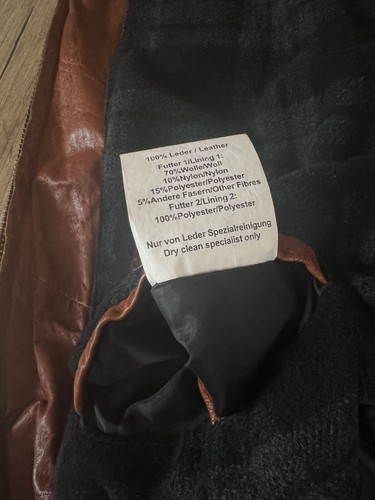 100% Leder / Leather
Futter 1/Lining 1:
70%Wolle/Woll
10%Nylon/Nylon
15%Polyester/Polyester
5%Andere Fasern/Other Fibres
Futter 2/Lining 2:
100%Polyester/Polyester
Nur von Leder Spezialreinigung
Dry clean specialist only